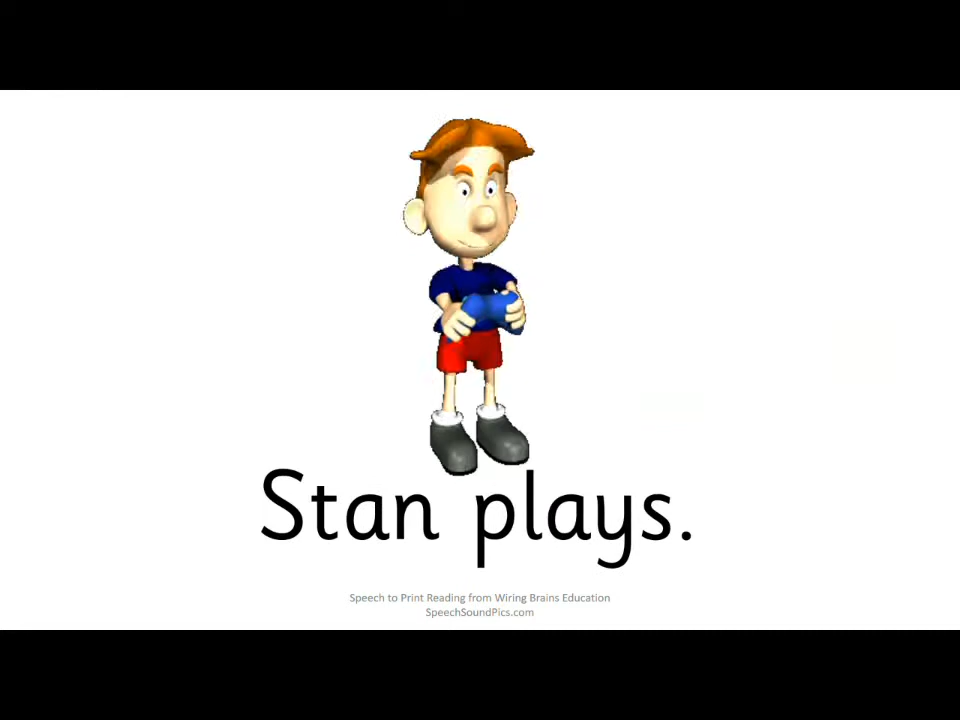 Stan plays.
Speech to Print Reading from Wiring Brains Education
SpeechSoundPics.com